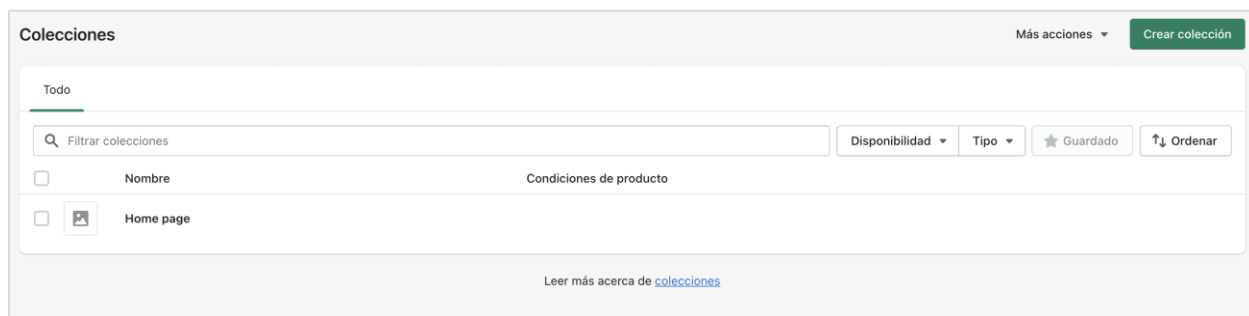 Colecciones
Más acciones
Crear colección
Todo
Filtrar colecciones
Disponibilidad
Tipo
Guardado
Ordenar
Nombre
Condiciones de producto
Home page
Leer más acerca de colecciones